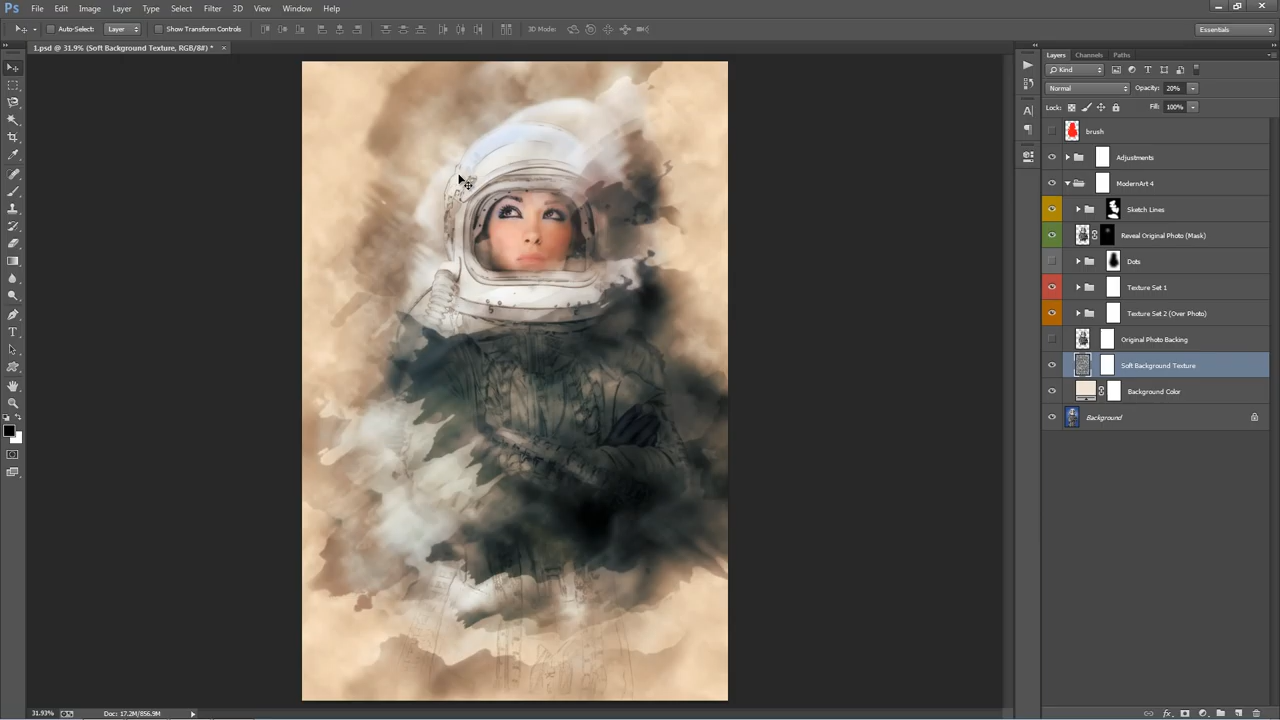 Ps File Edit Image Layer Type Select Filter 3D View Window Help
Auto-Select: Layer Show Transform Controls 3D Mode: Essentials
1.psd @ 31.9% (Soft Background Texture, RGB/8#) * ×
Layers Channels Paths
Kind
Normal Opacity: 20%
Lock: Fill: 100%
brush
Adjustments
ModernArt 4
Sketch Lines
Reveal Original Photo (Mask)
Dots
Texture Set 1
Texture Set 2 (Over Photo)
Original Photo Backing
Soft Background Texture
Background Color
Background
31.93% Doc: 17.2M/856.9M